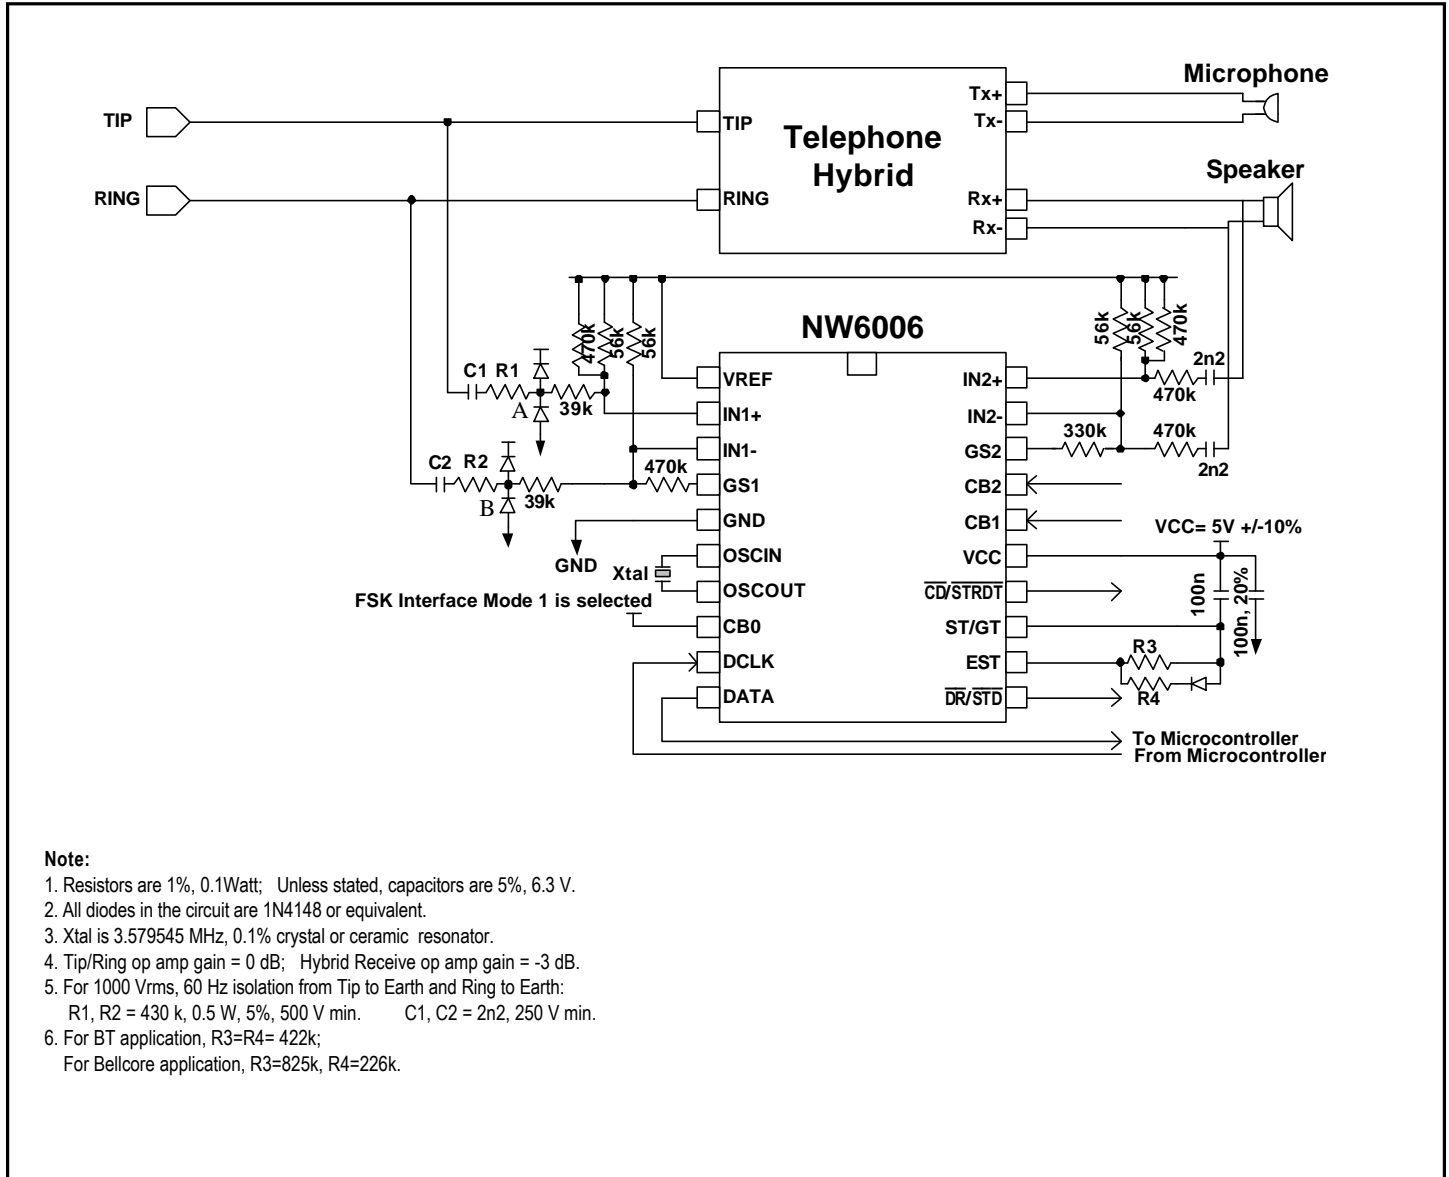 Microphone
TIP
TIP
Tx+
Tx-
Telephone
Hybrid
Speaker
RING
RING
Rx+
Rx-
NW6006
470k
56k
56k
56k
56k
470k
C1 R1
A
39k
VREF
IN1+
IN1-
GS1
GND
OSCIN
OSCOUT
CB0
DCLK
DATA
IN2+
IN2-
GS2
CB2
CB1
VCC
CD/STRDT
ST/GT
EST
DR/STD
2n2
470k
330k
470k
2n2
C2 R2
B
39k
470k
GND
Xtal
FSK Interface Mode 1 is selected
VCC= 5V +/-10%
100n
100n, 20%
R3
R4
To Microcontroller
From Microcontroller
Note:
1. Resistors are 1%, 0.1Watt; Unless stated, capacitors are 5%, 6.3 V.
2. All diodes in the circuit are 1N4148 or equivalent.
3. Xtal is 3.579545 MHz, 0.1% crystal or ceramic resonator.
4. Tip/Ring op amp gain = 0 dB; Hybrid Receive op amp gain = -3 dB.
5. For 1000 Vrms, 60 Hz isolation from Tip to Earth and Ring to Earth:
R1, R2 = 430 k, 0.5 W, 5%, 500 V min. C1, C2 = 2n2, 250 V min.
6. For BT application, R3=R4= 422k;
For Bellcore application, R3=825k, R4=226k.